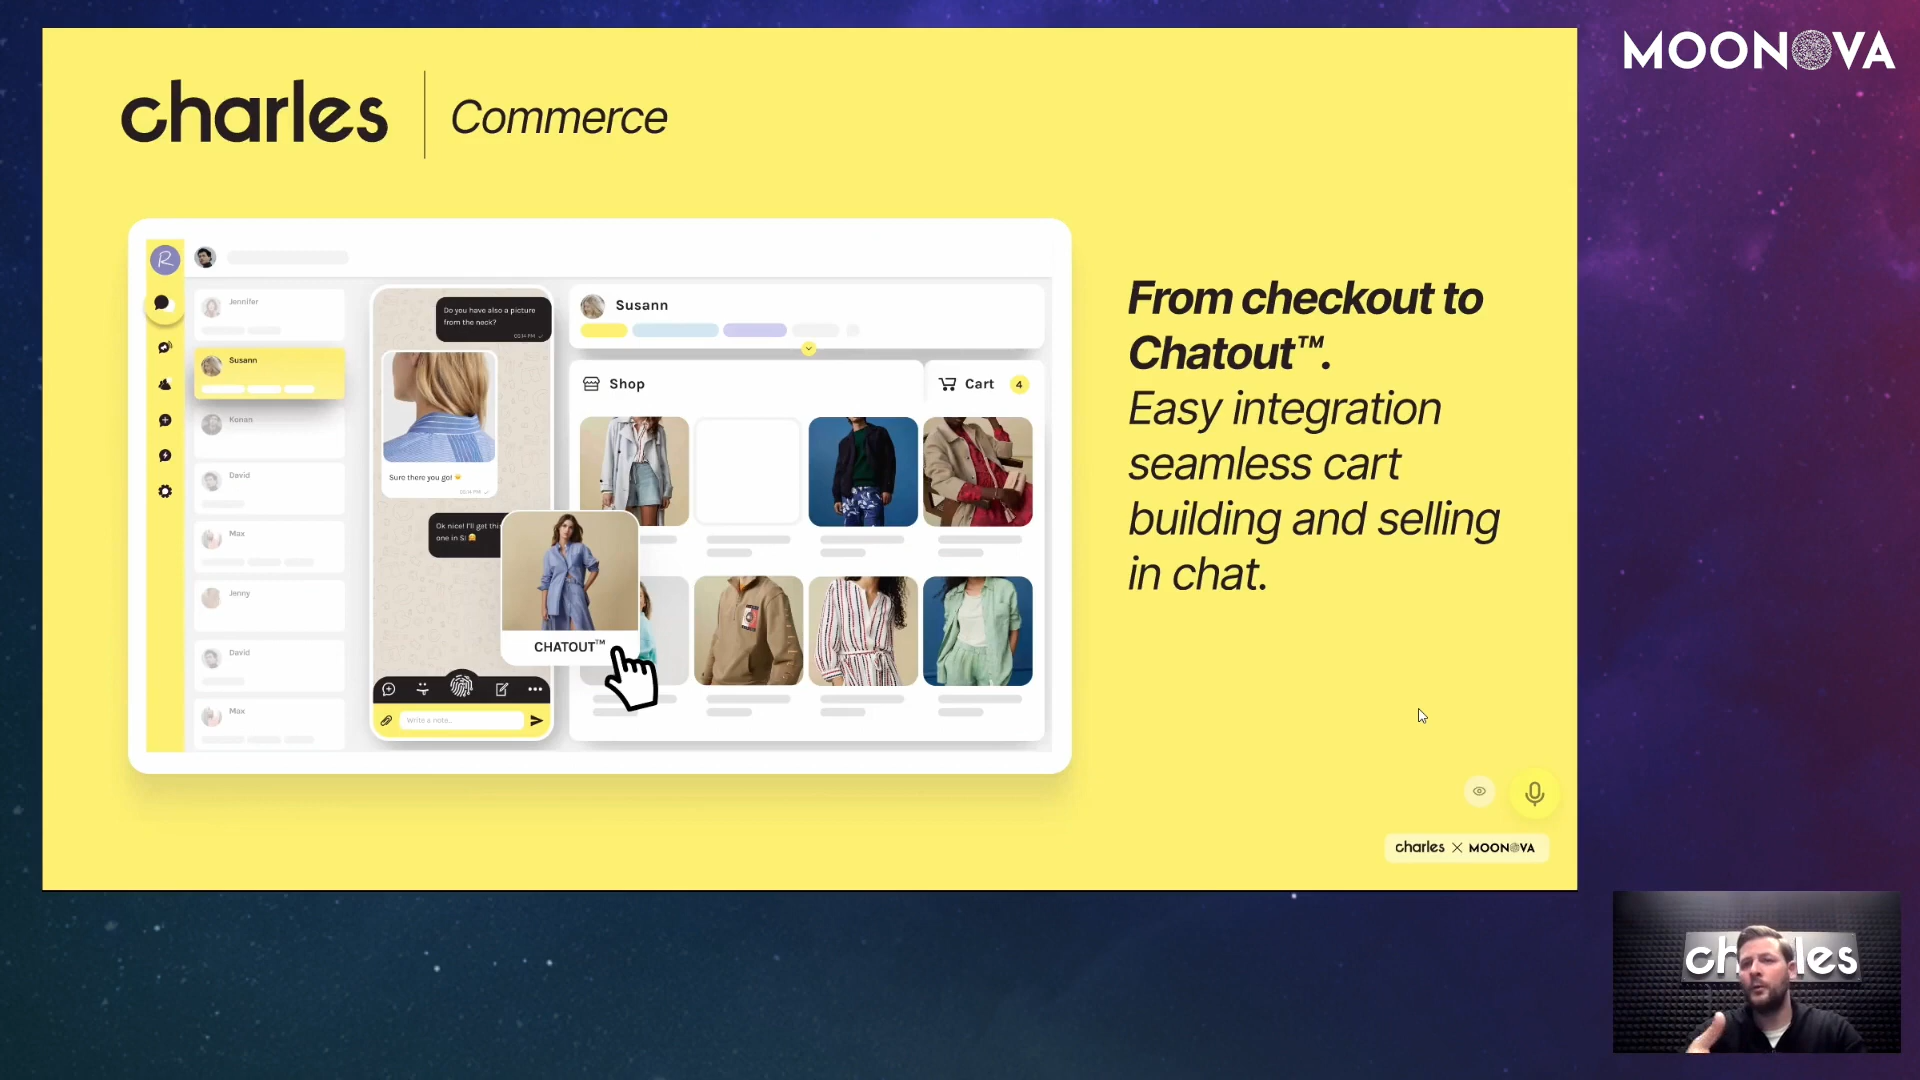 MOONOVA
charles
Commerce
Jennifer
Susann
Konan
David
Max
Jenny
David
Max
Do you have also a picture
from the neck?
Sure there you go!
Ok nice! I'll get this
one in S!
Write a note...
Susann
Shop
Cart
4
CHATOUT™
From checkout to
Chatout™.
Easy integration
seamless cart
building and selling
in chat.
charles X MOONOVA